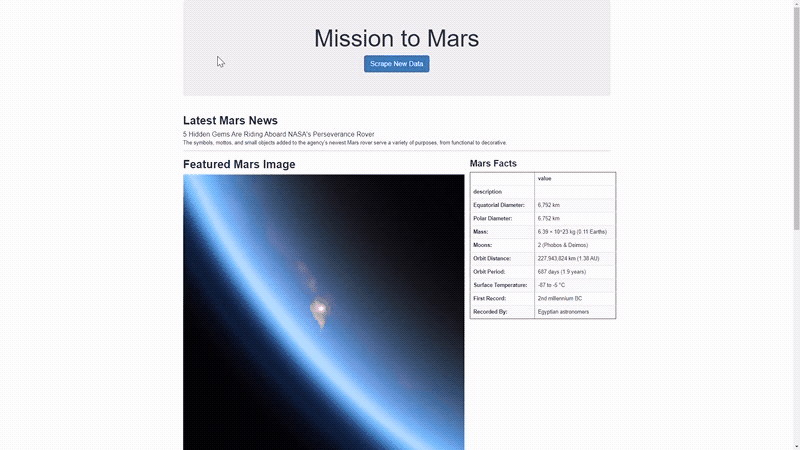 Mission to Mars
Scrape New Data
Latest Mars News
5 Hidden Gems Are Riding Aboard NASA's Perseverance Rover
The symbols, mottos, and small objects added to the agency's newest Mars rover serve a variety of purposes, from functional to decorative.
Featured Mars Image
Mars Facts
value
description
Equatorial Diameter: 6,792 km
Polar Diameter: 6,752 km
Mass: 6.39 × 10^23 kg (0.11 Earths)
Moons: 2 (Phobos & Deimos)
Orbit Distance: 227,943,824 km (1.38 AU)
Orbit Period: 687 days (1.9 years)
Surface Temperature: -87 to -5 °C
First Record: 2nd millennium BC
Recorded By: Egyptian astronomers